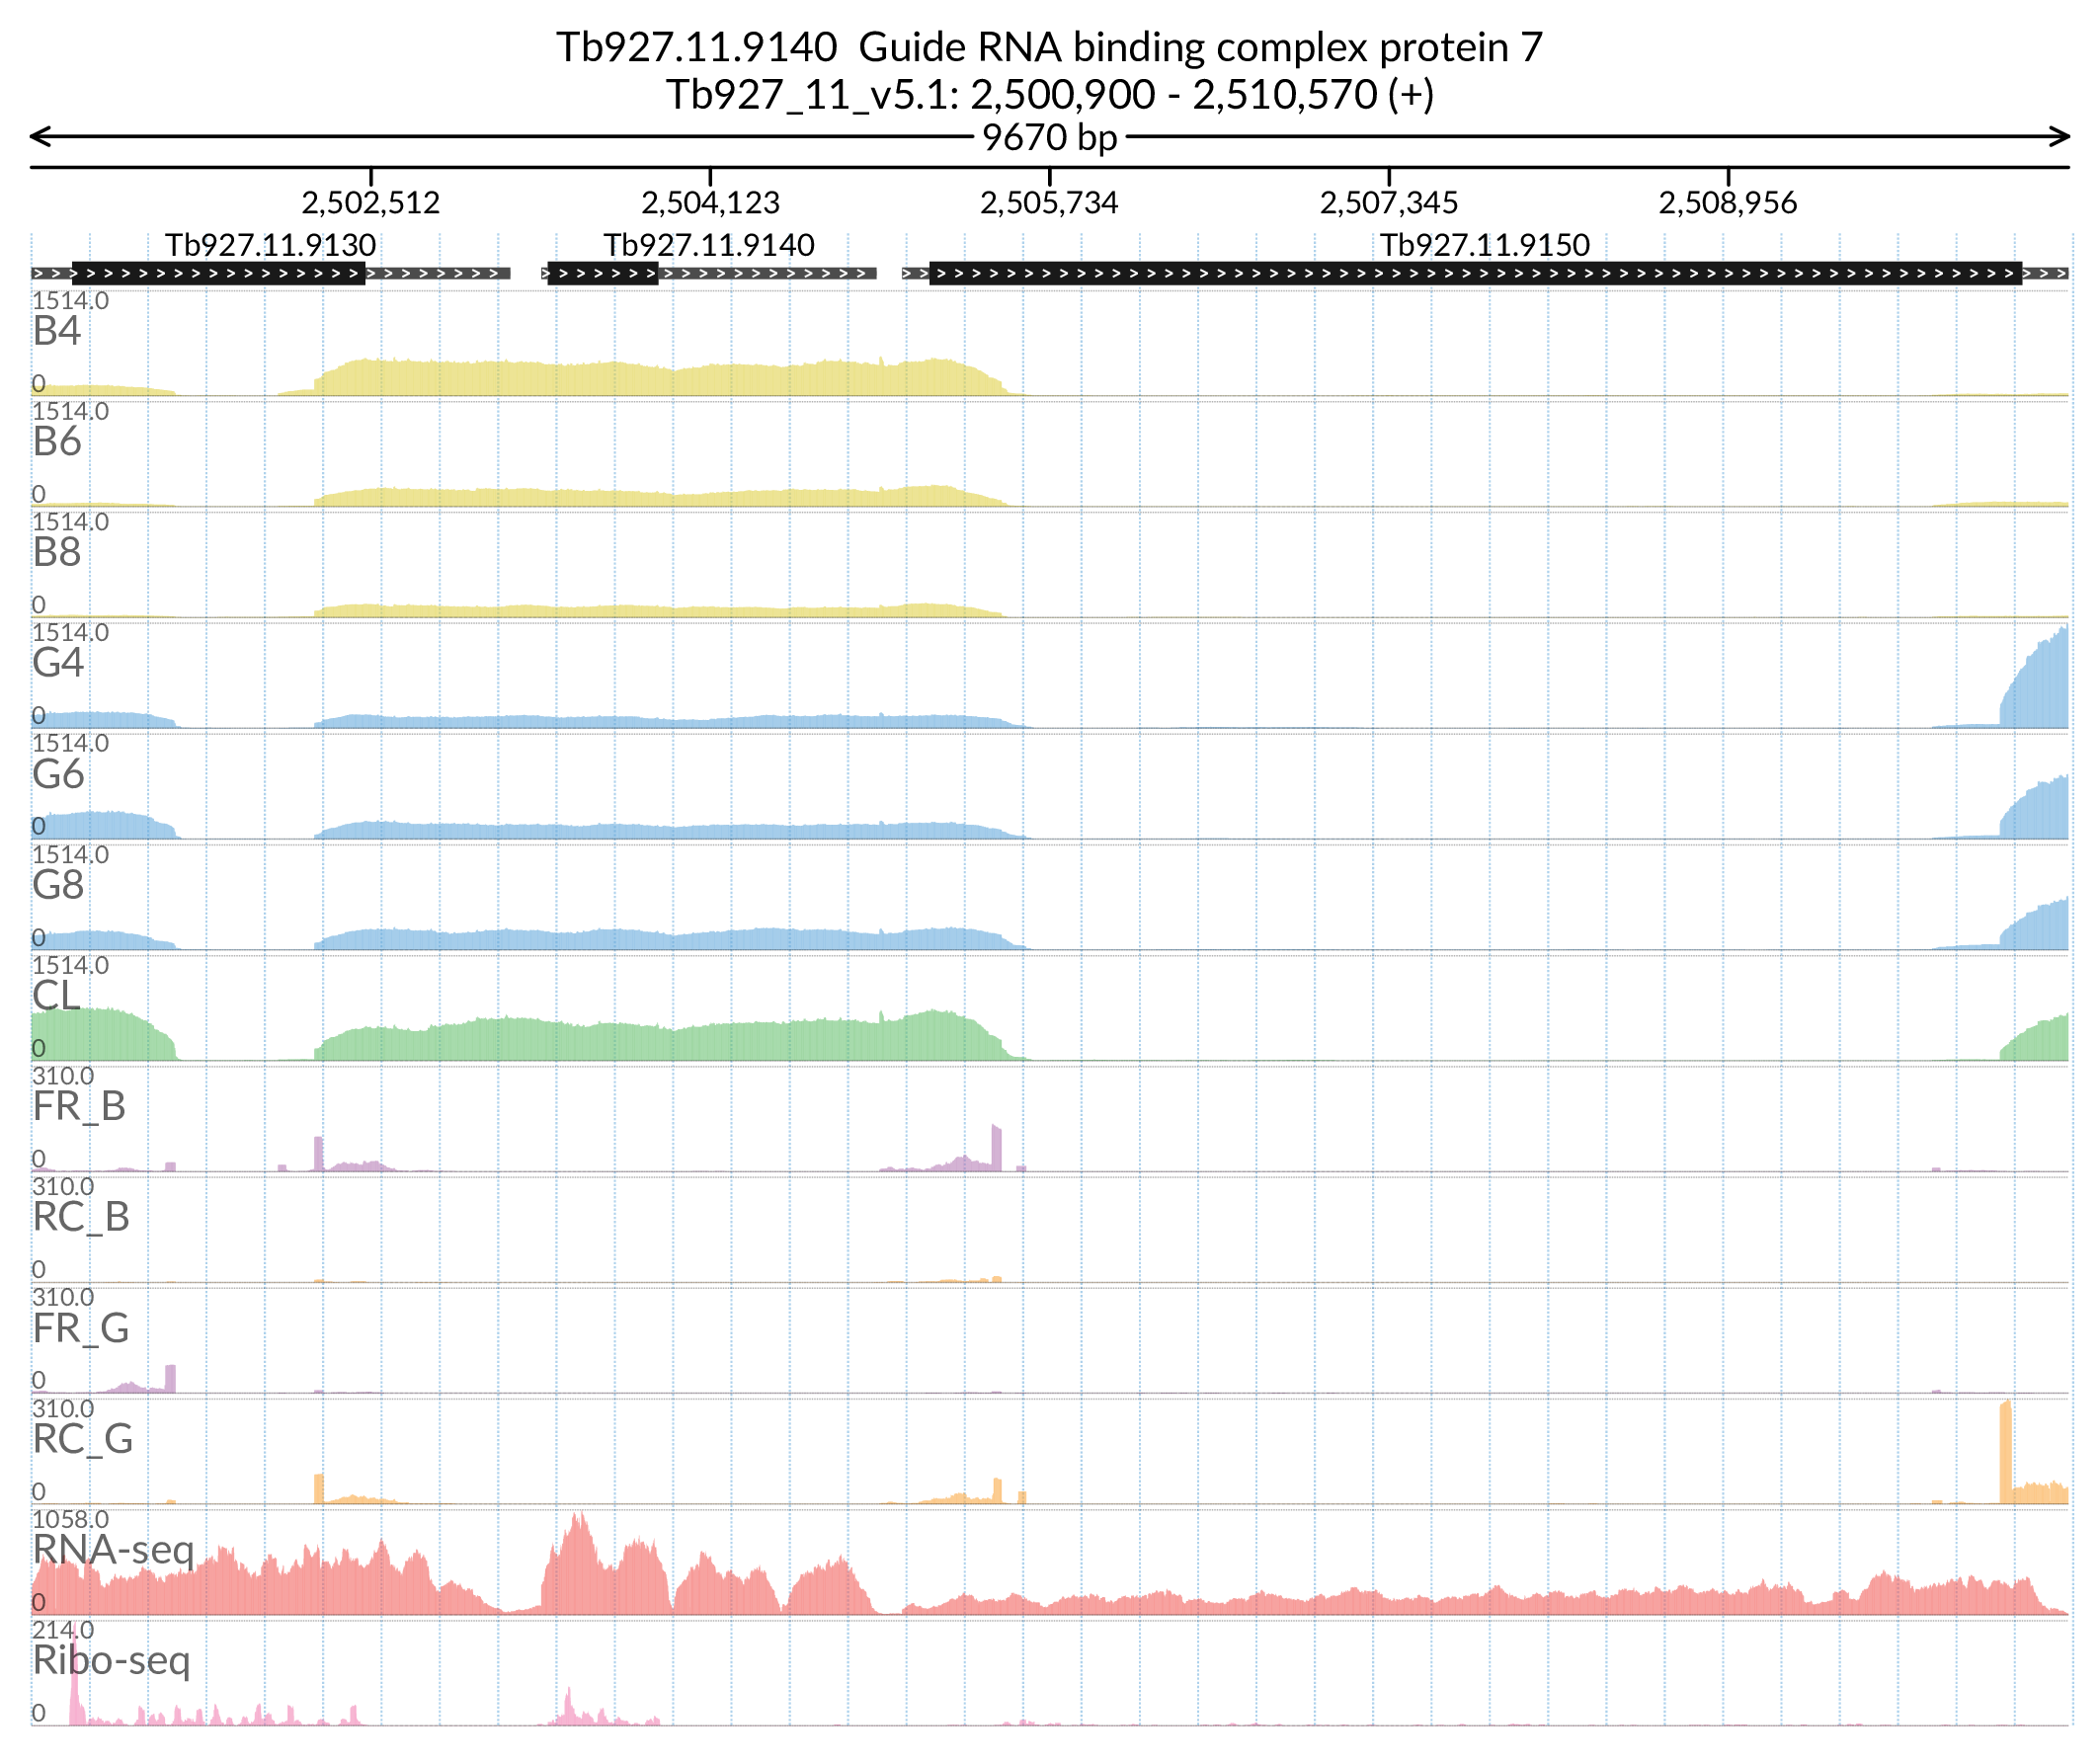 Tb927.11.9140  Guide RNA binding complex protein 7
Tb927_11_v5.1: 2,500,900 - 2,510,570 (+)
9670 bp
2,502,512 2,504,123 2,505,734 2,507,345 2,508,956
Tb927.11.9130 Tb927.11.9140 Tb927.11.9150
1514.0
B4
0
1514.0
B6
0
1514.0
B8
0
1514.0
G4
0
1514.0
G6
0
1514.0
G8
0
1514.0
CL
0
310.0
FR_B
0
310.0
RC_B
0
310.0
FR_G
0
310.0
RC_G
0
1058.0
RNA-seq
0
214.0
Ribo-seq
0